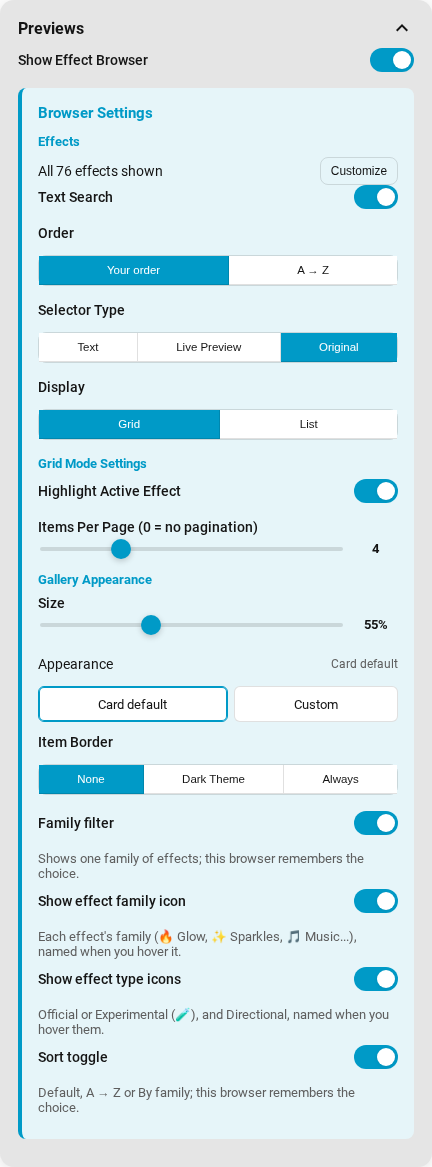 Previews
Show Effect Browser
Browser Settings
Effects
All 76 effects shown
Customize
Text Search
Order
Your order
A → Z
Selector Type
Text
Live Preview
Original
Display
Grid
List
Grid Mode Settings
Highlight Active Effect
Items Per Page (0 = no pagination)
4
Gallery Appearance
Size
55%
Appearance
Card default
Card default
Custom
Item Border
None
Dark Theme
Always
Family filter
Shows one family of effects; this browser remembers the
choice.
Show effect family icon
Each effect's family (🔥 Glow, ✨ Sparkles, 🎵 Music...),
named when you hover it.
Show effect type icons
Official or Experimental (🧪), and Directional, named when you
hover them.
Sort toggle
Default, A → Z or By family; this browser remembers the
choice.